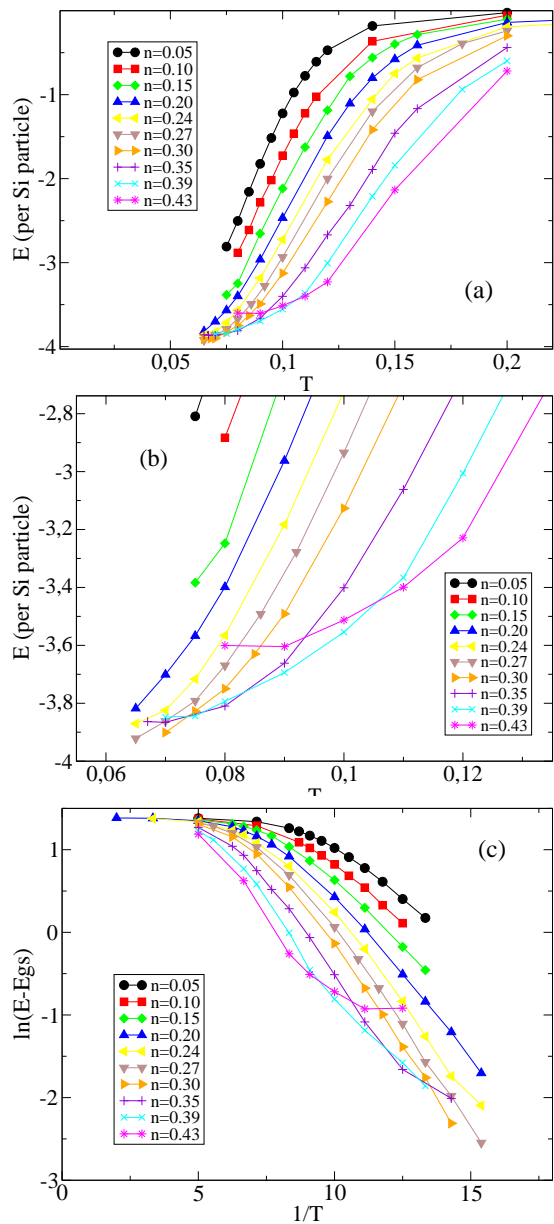 0
-1
-2
-3
-4
E (per Si particle)
n=0.05
n=0.10
n=0.15
n=0.20
n=0.24
n=0.27
n=0.30
n=0.35
n=0.39
n=0.43
(a)
0,05 0,1 0,15 0,2
T
-2,8
-3
-3,2
-3,4
-3,6
-3,8
-4
E (per Si particle)
(b)
n=0.05
n=0.10
n=0.15
n=0.20
n=0.24
n=0.27
n=0.30
n=0.35
n=0.39
n=0.43
0,06 0,08 0,1 0,12
T
1
0
-1
-2
-3
ln(E-Egs)
(c)
n=0.05
n=0.10
n=0.15
n=0.20
n=0.24
n=0.27
n=0.30
n=0.35
n=0.39
n=0.43
0 5 10 15
1/T